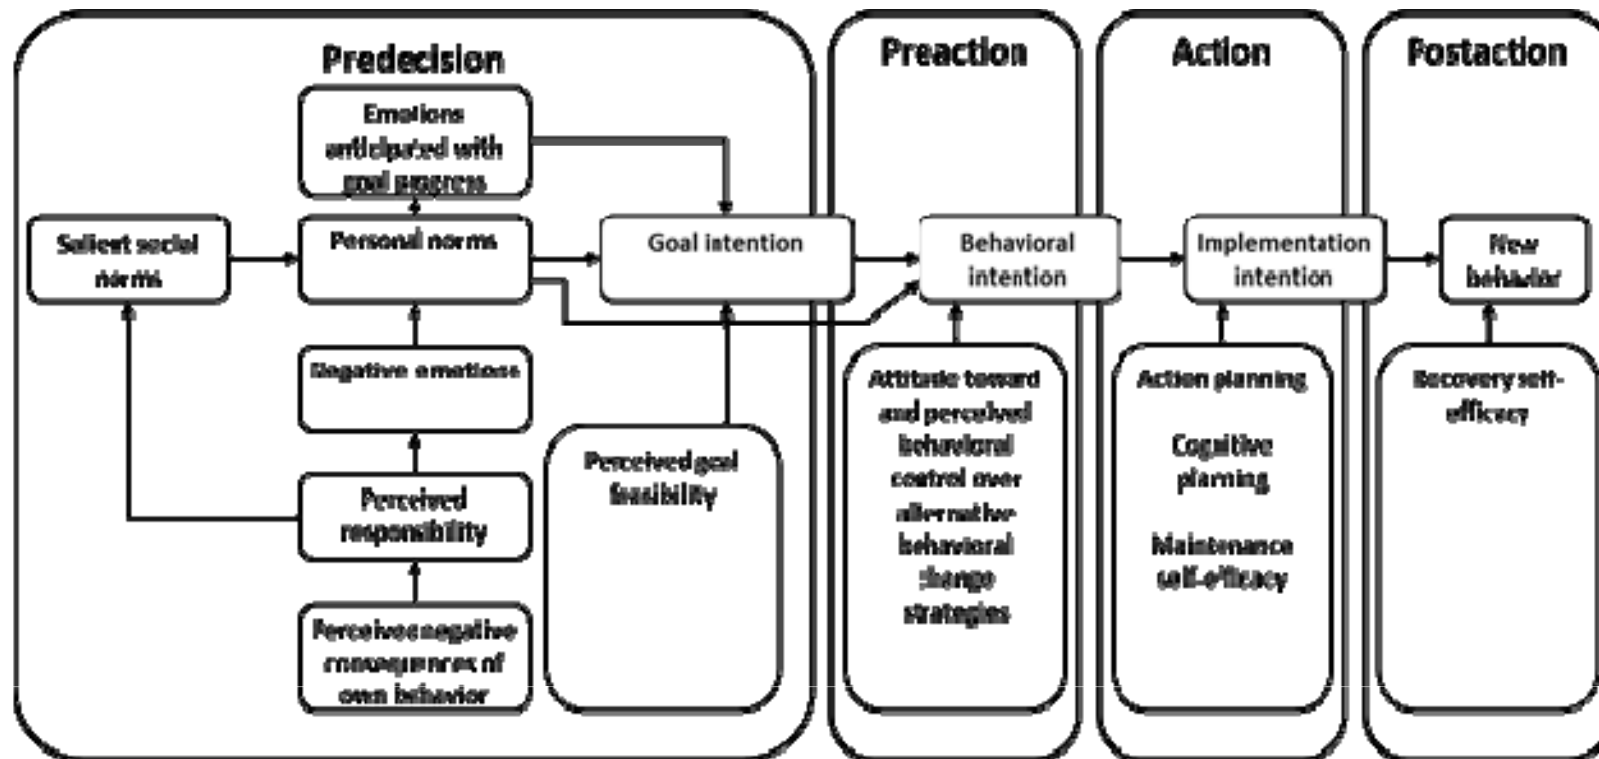 Predecision
Emotions
anticipated with
goal progress
Salient social
norms
Personal norms
Goal intention
Negative emotions
Perceived
responsibility
Perceived goal
feasibility
negative
consequences of
own behavior
Preaction
Behavioral
intention
Attitude toward
and perceived
behavioral
control over
alternative
behavioral
change
strategies
Action
Implementation
intention
Action planning
Cognitive
planning
Maintenance
self-efficacy
Postaction
New
behavior
Recovery self-
efficacy